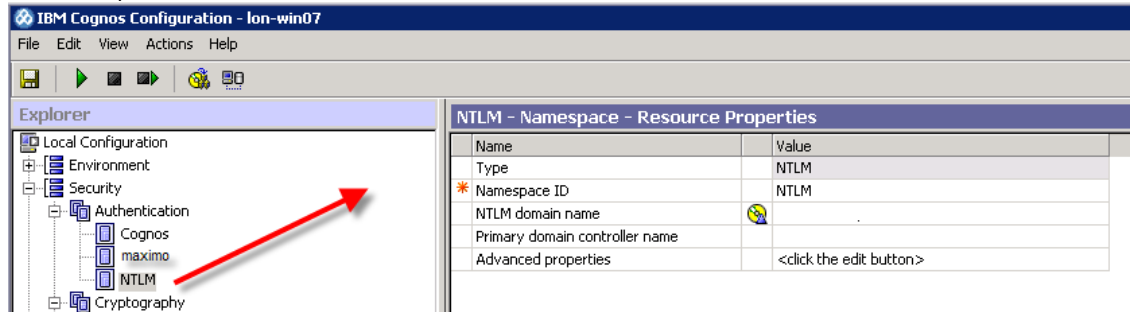 IBM Cognos Configuration - lon-win07
File Edit View Actions Help
Explorer
Local Configuration
Environment
Security
Authentication
Cognos
maximo
NTLM
Cryptography
NTLM - Namespace - Resource Properties
Name Value
Type NTLM
* Namespace ID NTLM
NTLM domain name .
Primary domain controller name
Advanced properties <click the edit button>